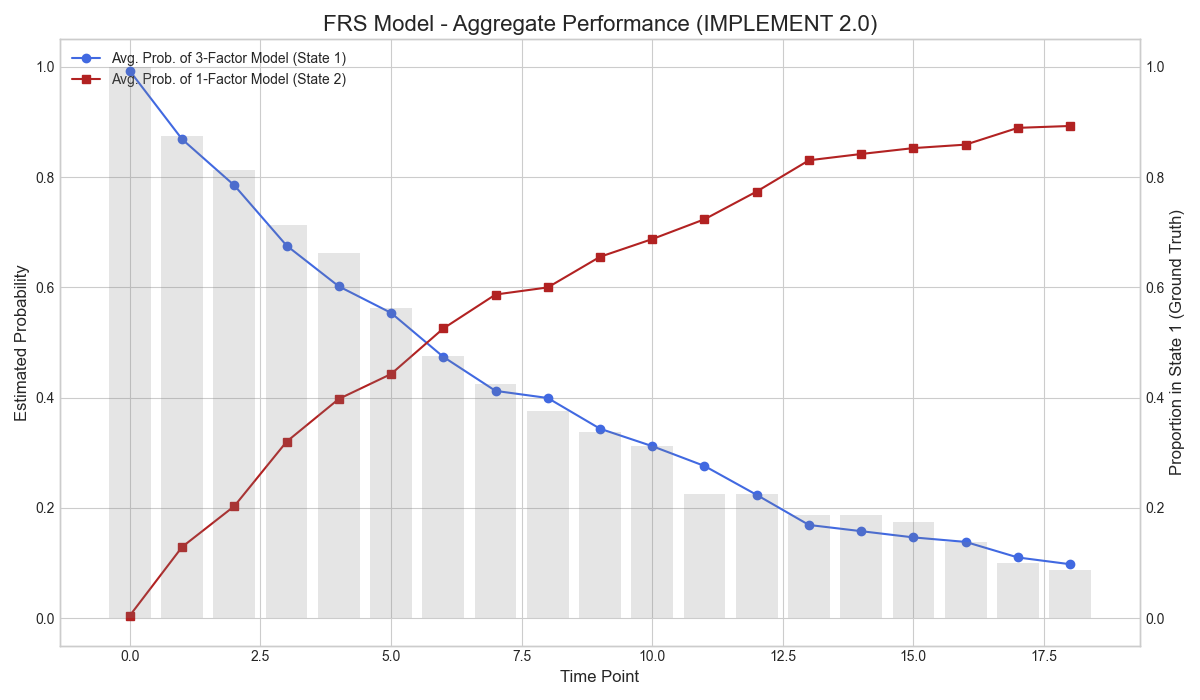 FRS Model - Aggregate Performance (IMPLEMENT 2.0)
Avg. Prob. of 3-Factor Model (State 1)
Avg. Prob. of 1-Factor Model (State 2)
Estimated Probability
1.0
0.8
0.6
0.4
0.2
0.0
1.0
0.8
0.6
0.4
0.2
0.0
Proportion in State 1 (Ground Truth)
0.0 2.5 5.0 7.5 10.0 12.5 15.0 17.5
Time Point